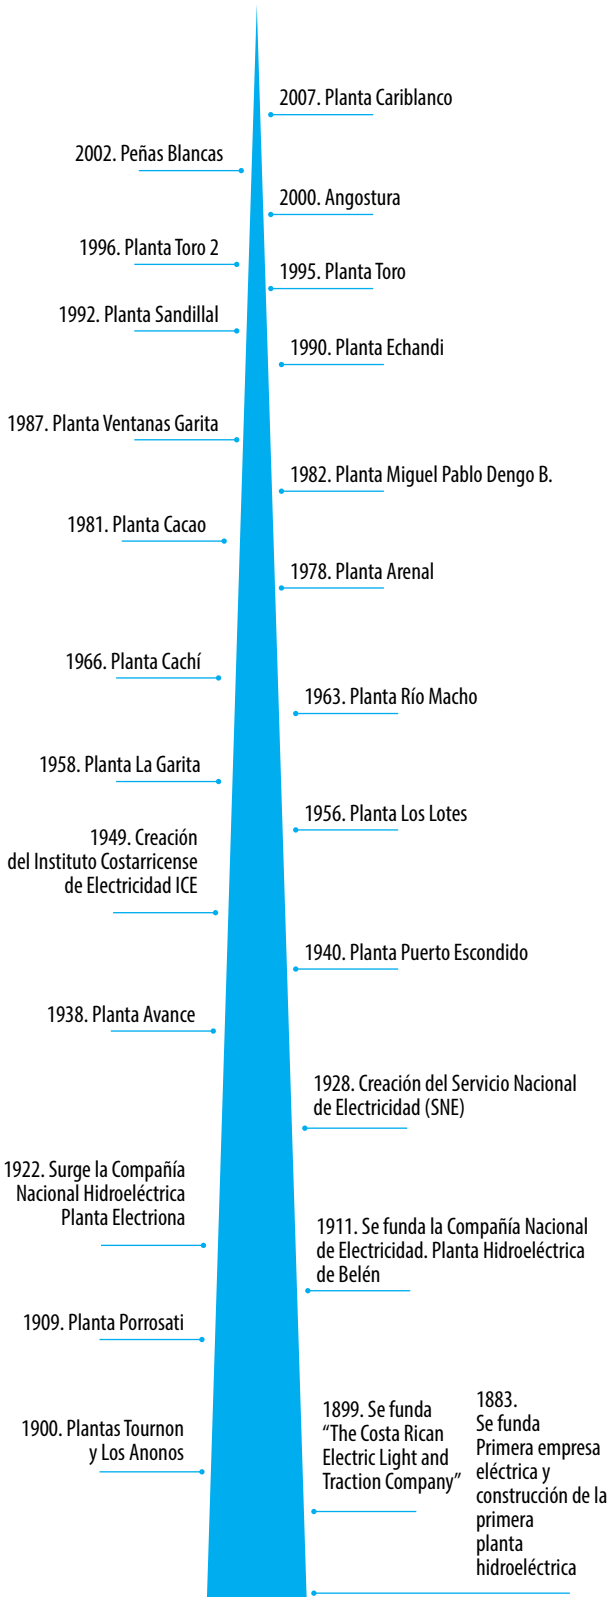 2007. Planta Cariblanco
2002. Peñas Blancas
2000. Angostura
1996. Planta Toro 2
1995. Planta Toro
1992. Planta Sandillal
1990. Planta Echandi
1987. Planta Ventanas Garita
1982. Planta Miguel Pablo Dengo B.
1981. Planta Cacao
1978. Planta Arenal
1966. Planta Cachí
1963. Planta Río Macho
1958. Planta La Garita
1956. Planta Los Lotes
1949. Creación
del Instituto Costarricense
de Electricidad ICE
1940. Planta Puerto Escondido
1938. Planta Avance
1928. Creación del Servicio Nacional
de Electricidad (SNE)
1922. Surge la Compañía
Nacional Hidroeléctrica
Planta Electriona
1911. Se funda la Compañía Nacional
de Electricidad. Planta Hidroeléctrica
de Belén
1909. Planta Porrosati
1900. Plantas Tournon
y Los Anonos
1899. Se funda
“The Costa Rican
Electric Light and
Traction Company”
1883.
Se funda
Primera empresa
eléctrica y
construcción de la
primera
planta
hidroeléctrica